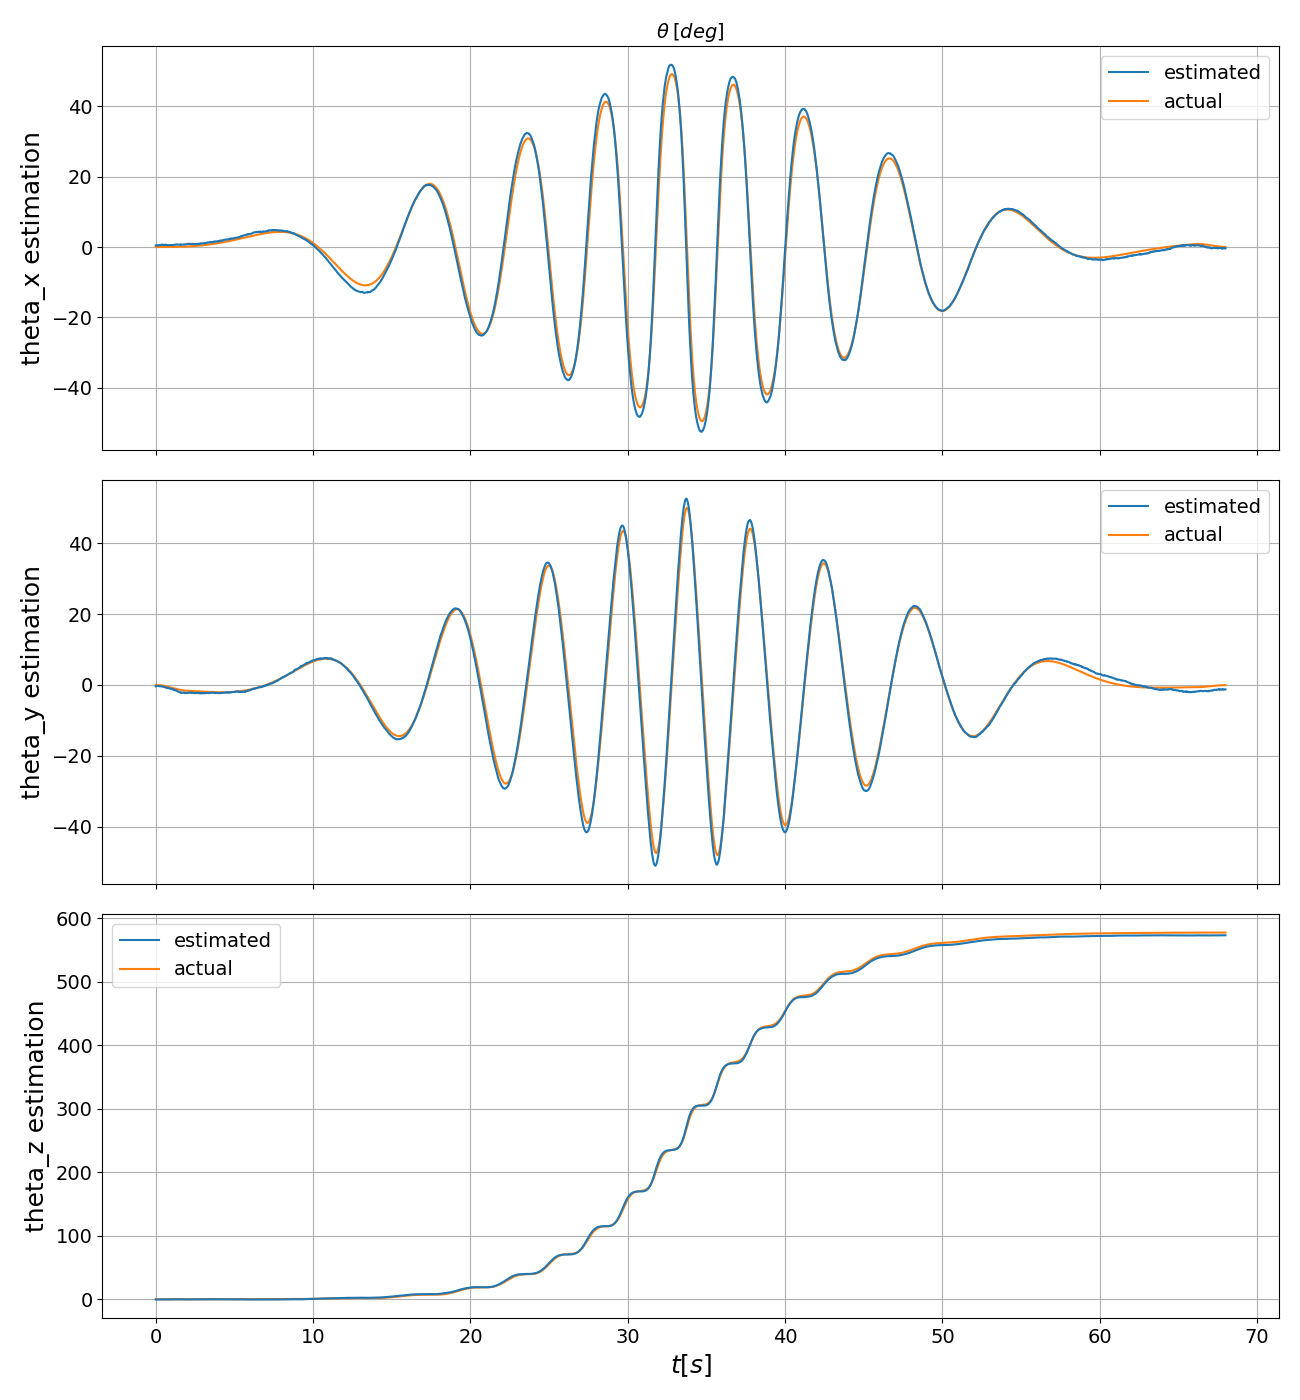 θ [deg]
theta_x estimation
40
20
0
−20
−40
estimated
actual
theta_y estimation
40
20
0
−20
−40
estimated
actual
theta_z estimation
600
500
400
300
200
100
0
estimated
actual
0 10 20 30 40 50 60 70
t[s]